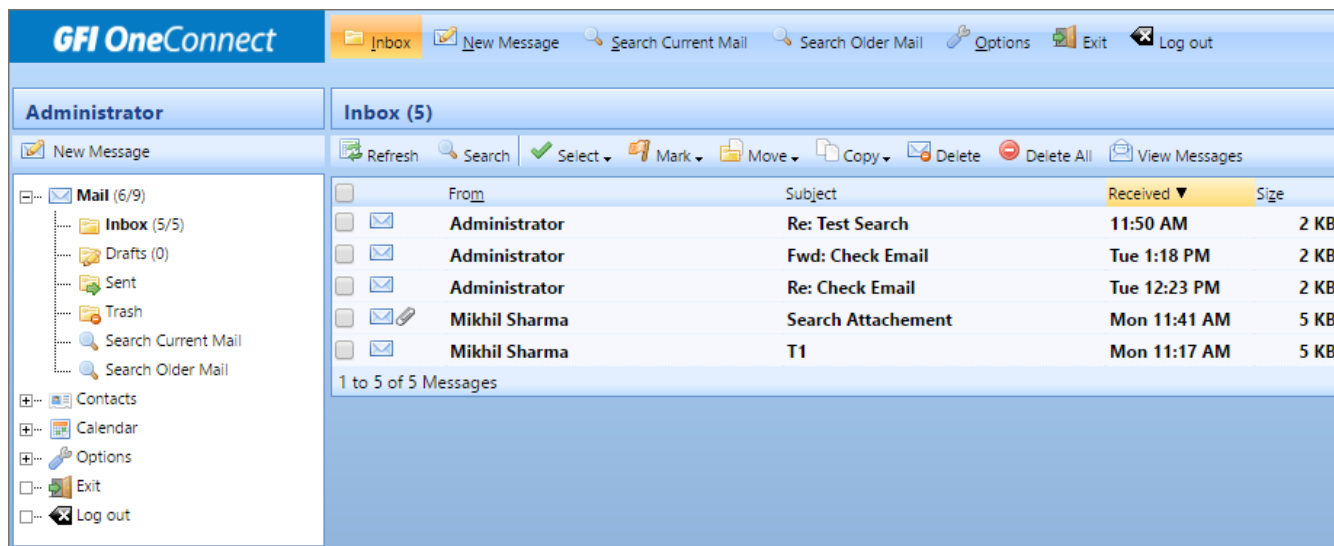 GFI OneConnect
Inbox New Message Search Current Mail Search Older Mail Options Exit Log out
Administrator
New Message
Mail (6/9)
Inbox (5/5)
Drafts (0)
Sent
Trash
Search Current Mail
Search Older Mail
Contacts
Calendar
Options
Exit
Log out
Inbox (5)
Refresh Search Select Mark Move Copy Delete Delete All View Messages
From Subject Received ▼ Size
Administrator Re: Test Search 11:50 AM 2 KB
Administrator Fwd: Check Email Tue 1:18 PM 2 KB
Administrator Re: Check Email Tue 12:23 PM 2 KB
Mikhil Sharma Search Attachement Mon 11:41 AM 5 KB
Mikhil Sharma T1 Mon 11:17 AM 5 KB
1 to 5 of 5 Messages